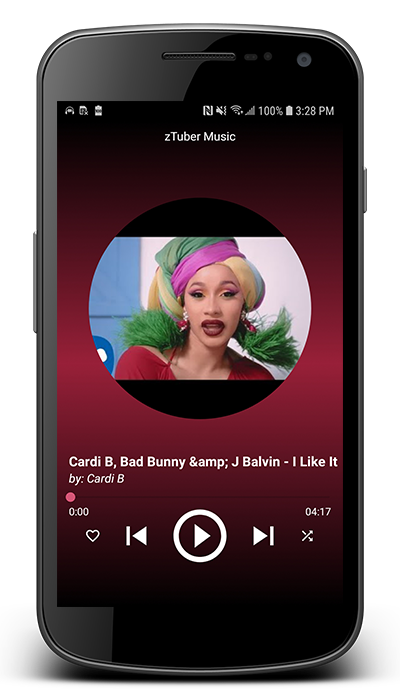 100% 3:28 PM
zTuber Music
Cardi B, Bad Bunny &amp; J Balvin - I Like It
by: Cardi B
0:00 04:17